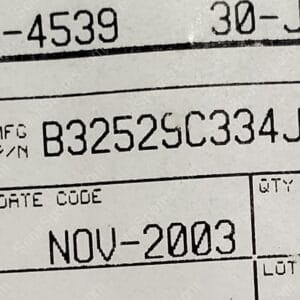 -4539 30-J
MFG
P/N B32529C334J
DATE CODE QTY
NOV-2003
LOT